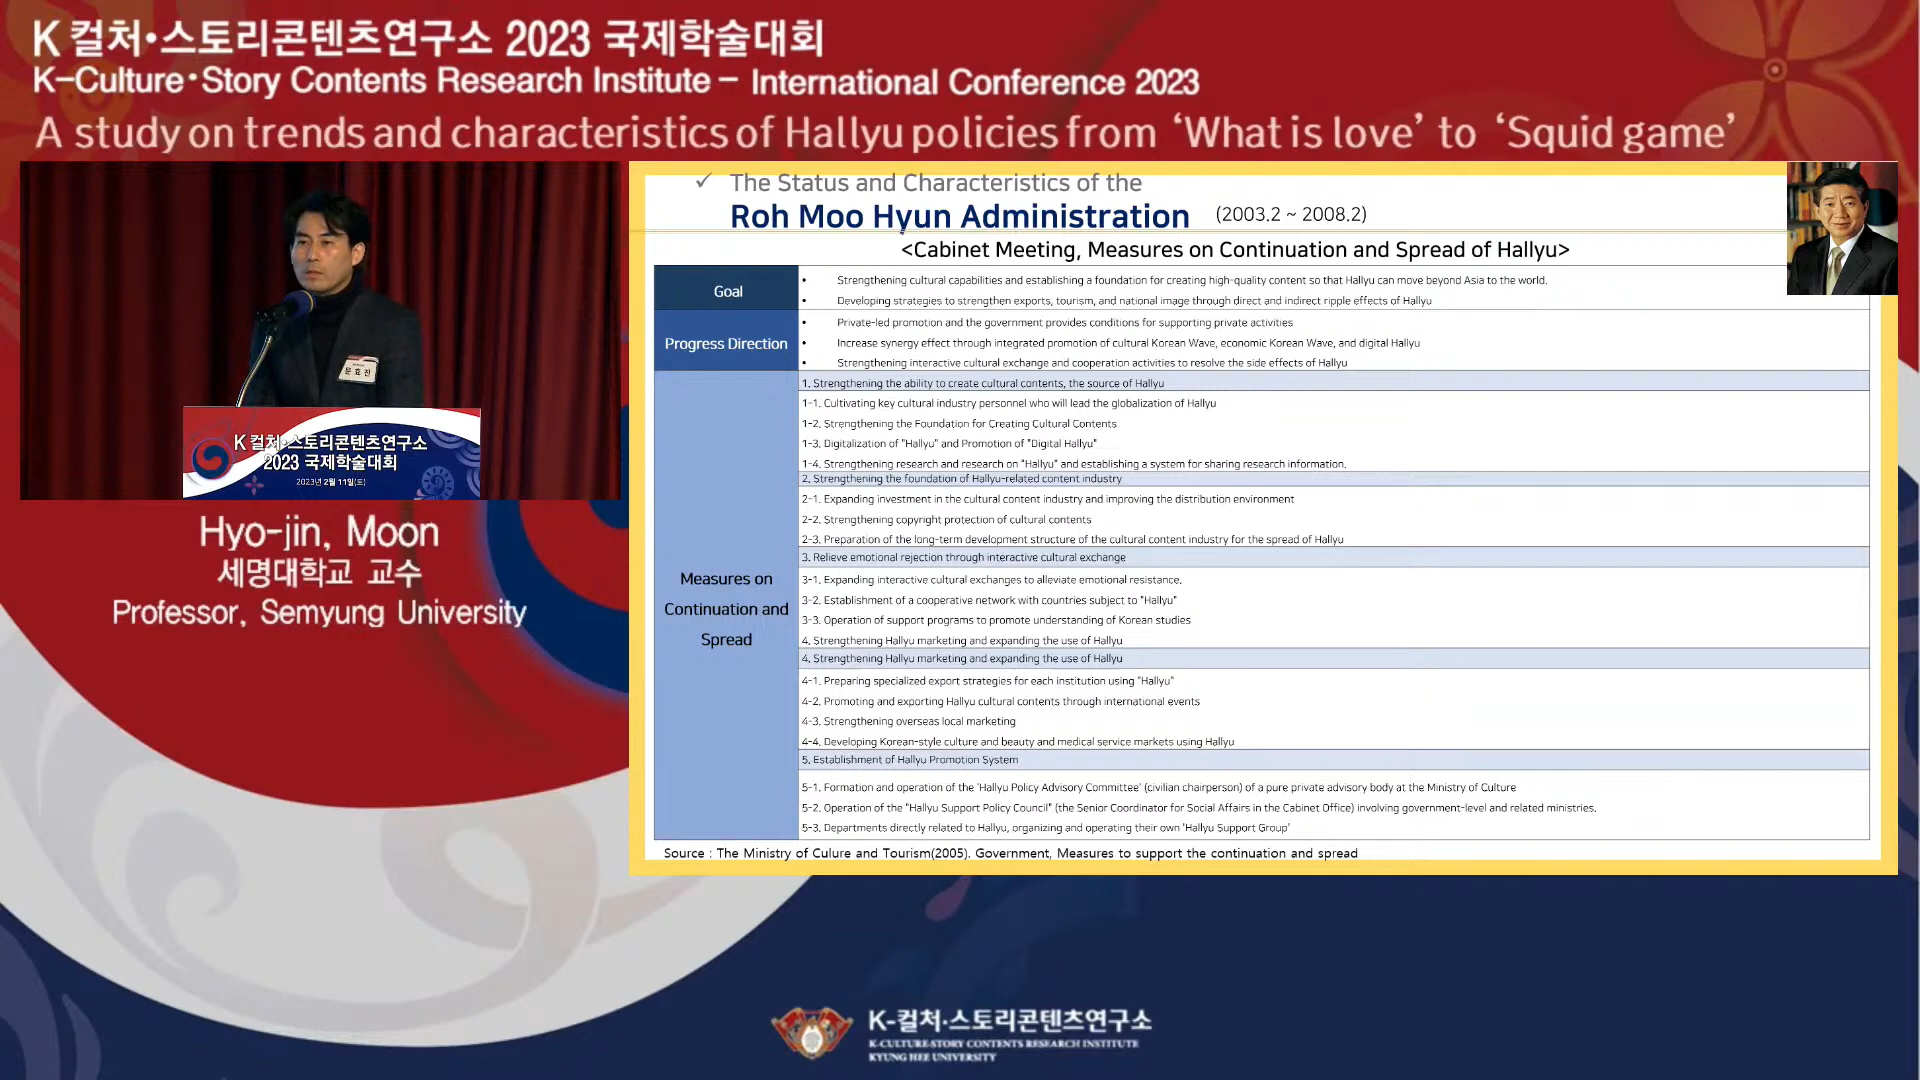 K 컬처•스토리콘텐츠연구소 2023 국제학술대회
K-Culture•Story Contents Research Institute - International Conference 2023
A study on trends and characteristics of Hallyu policies from ‘What is love’ to ‘Squid game’
문효진
K 컬처•스토리콘텐츠연구소
2023 국제학술대회
2023년 2월 11일(토)
Hyo-jin, Moon
세명대학교 교수
Professor, Semyung University
✓ The Status and Characteristics of the
Roh Moo Hyun Administration (2003.2 ~ 2008.2)
<Cabinet Meeting, Measures on Continuation and Spread of Hallyu>
Goal
• Strengthening cultural capabilities and establishing a foundation for creating high-quality content so that Hallyu can move beyond Asia to the world.
• Developing strategies to strengthen exports, tourism, and national image through direct and indirect ripple effects of Hallyu
Progress Direction
• Private-led promotion and the government provides conditions for supporting private activities
• Increase synergy effect through integrated promotion of cultural Korean Wave, economic Korean Wave, and digital Hallyu
• Strengthening interactive cultural exchange and cooperation activities to resolve the side effects of Hallyu
Measures on
Continuation and
Spread
1. Strengthening the ability to create cultural contents, the source of Hallyu
1-1. Cultivating key cultural industry personnel who will lead the globalization of Hallyu
1-2. Strengthening the Foundation for Creating Cultural Contents
1-3. Digitalization of "Hallyu" and Promotion of "Digital Hallyu"
1-4. Strengthening research and research on "Hallyu" and establishing a system for sharing research information.
2. Strengthening the foundation of Hallyu-related content industry
2-1. Expanding investment in the cultural content industry and improving the distribution environment
2-2. Strengthening copyright protection of cultural contents
2-3. Preparation of the long-term development structure of the cultural content industry for the spread of Hallyu
3. Relieve emotional rejection through interactive cultural exchange
3-1. Expanding interactive cultural exchanges to alleviate emotional resistance.
3-2. Establishment of a cooperative network with countries subject to "Hallyu"
3-3. Operation of support programs to promote understanding of Korean studies
4. Strengthening Hallyu marketing and expanding the use of Hallyu
4. Strengthening Hallyu marketing and expanding the use of Hallyu
4-1. Preparing specialized export strategies for each institution using "Hallyu"
4-2. Promoting and exporting Hallyu cultural contents through international events
4-3. Strengthening overseas local marketing
4-4. Developing Korean-style culture and beauty and medical service markets using Hallyu
5. Establishment of Hallyu Promotion System
5-1. Formation and operation of the 'Hallyu Policy Advisory Committee' (civilian chairperson) of a pure private advisory body at the Ministry of Culture
5-2. Operation of the "Hallyu Support Policy Council" (the Senior Coordinator for Social Affairs in the Cabinet Office) involving government-level and related ministries.
5-3. Departments directly related to Hallyu, organizing and operating their own 'Hallyu Support Group'
Source : The Ministry of Culure and Tourism(2005). Government, Measures to support the continuation and spread
K-컬처•스토리콘텐츠연구소
K-CULTURE•STORY CONTENTS RESEARCH INSTITUTE
KYUNG HEE UNIVERSITY